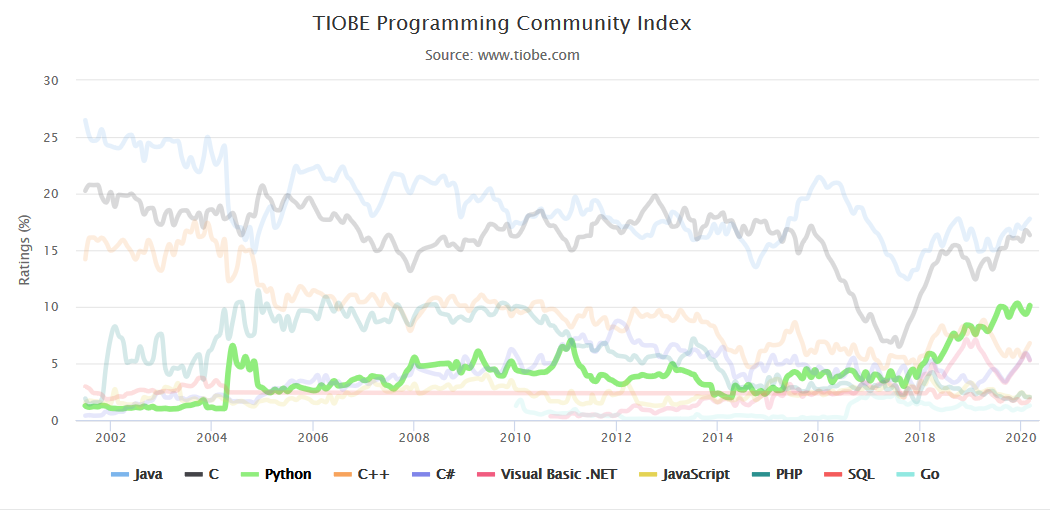 TIOBE Programming Community Index
Source: www.tiobe.com
Ratings (%)
30
25
20
15
10
5
0
2002 2004 2006 2008 2010 2012 2014 2016 2018 2020
Java C Python C++ C# Visual Basic .NET JavaScript PHP SQL Go